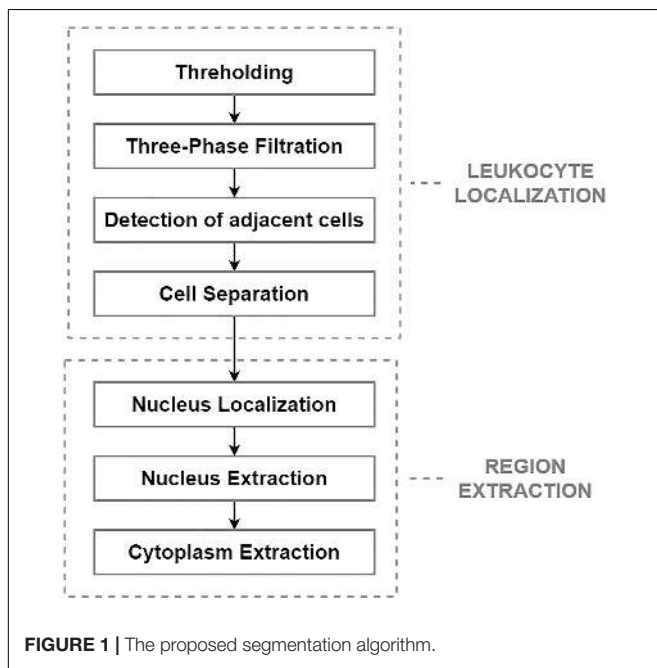 Threholding
Three-Phase Filtration
Detection of adjacent cells
Cell Separation
LEUKOCYTE
LOCALIZATION
Nucleus Localization
Nucleus Extraction
Cytoplasm Extraction
REGION
EXTRACTION
FIGURE 1 | The proposed segmentation algorithm.